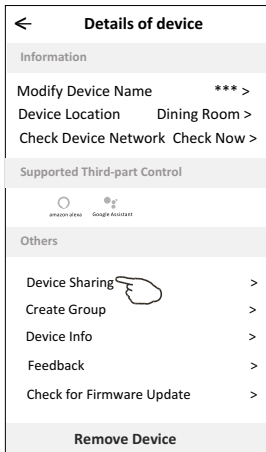 ← Details of device
Information
Modify Device Name *** >
Device Location Dining Room >
Check Device Network Check Now >
Supported Third-part Control
amazon alexa Google Assistant
Others
Device Sharing >
Create Group >
Device Info >
Feedback >
Check for Firmware Update >
Remove Device